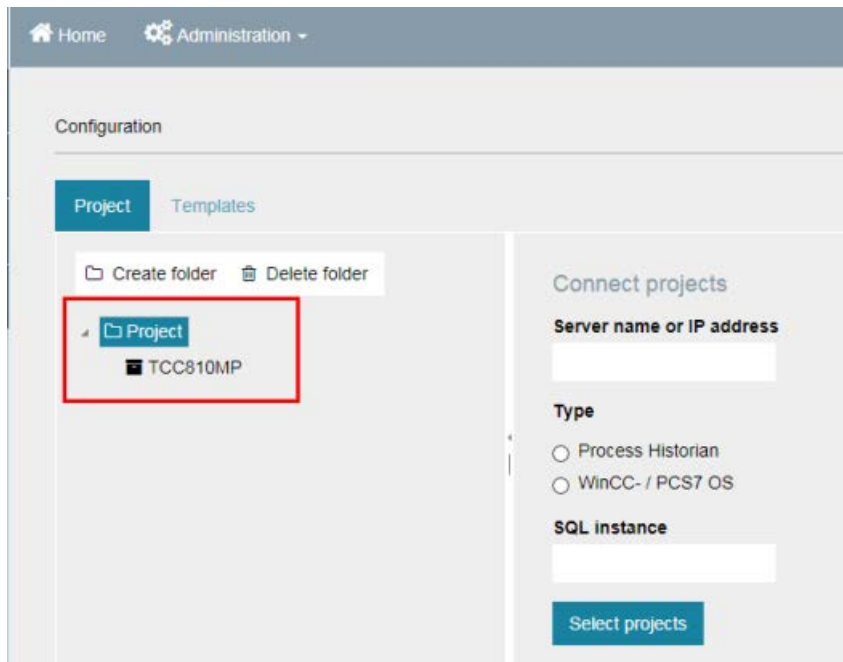 Home Administration
Configuration
Project Templates
Create folder Delete folder
Project
TCC810MP
Connect projects
Server name or IP address
Type
Process Historian
WinCC- / PCS7 OS
SQL instance
Select projects